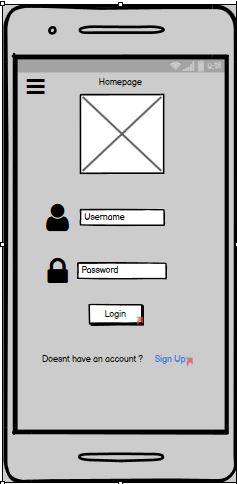 Homepage
Username
Password
Login
Doesnt have an account ? Sign Up